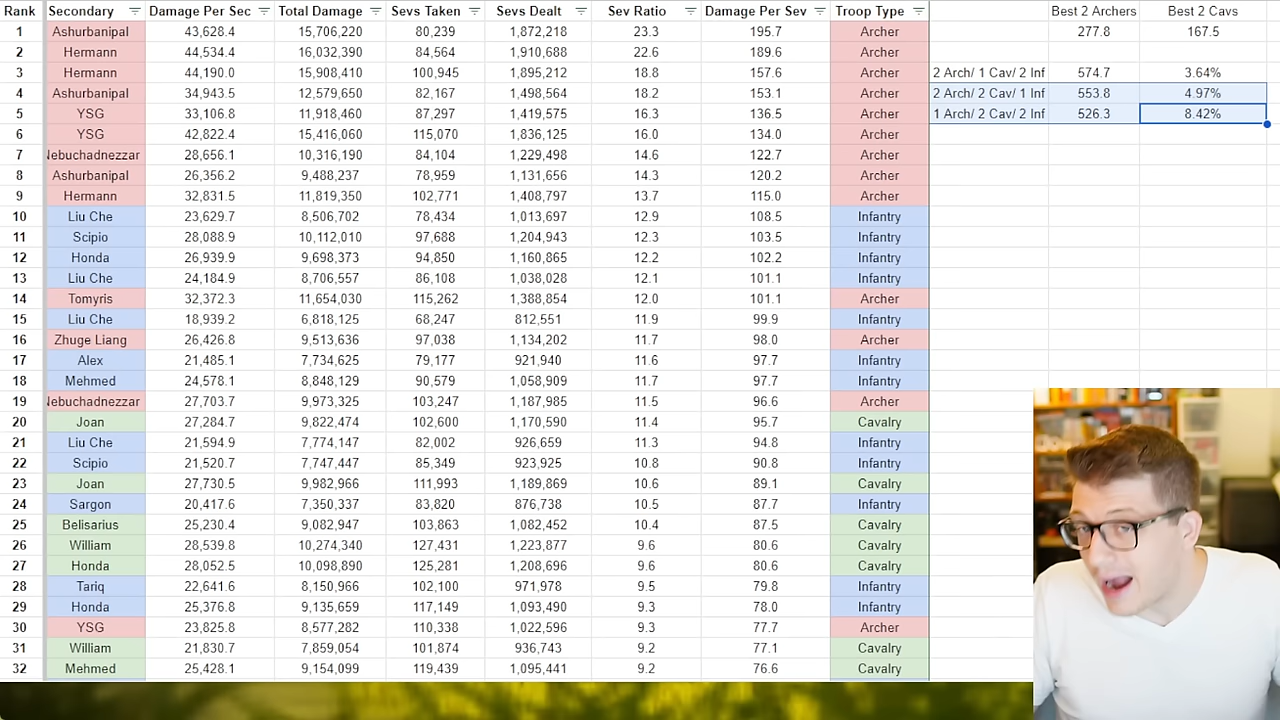 Rank Secondary Damage Per Sec Total Damage Sevs Taken Sevs Dealt Sev Ratio Damage Per Sev Troop Type Best 2 Archers Best 2 Cavs
1 Ashurbanipal 43,628.4 15,706,220 80,239 1,872,218 23.3 195.7 Archer 277.8 167.5
2 Hermann 44,534.4 16,032,390 84,564 1,910,688 22.6 189.6 Archer
3 Hermann 44,190.0 15,908,410 100,945 1,895,212 18.8 157.6 Archer 2 Arch/ 1 Cav/ 2 Inf 574.7 3.64%
4 Ashurbanipal 34,943.5 12,579,650 82,167 1,498,564 18.2 153.1 Archer 2 Arch/ 2 Cav/ 1 Inf 553.8 4.97%
5 YSG 33,106.8 11,918,460 87,297 1,419,575 16.3 136.5 Archer 1 Arch/ 2 Cav/ 2 Inf 526.3 8.42%
6 YSG 42,822.4 15,416,060 115,070 1,836,125 16.0 134.0 Archer
7 Nebuchadnezzar 28,656.1 10,316,190 84,104 1,229,498 14.6 122.7 Archer
8 Ashurbanipal 26,356.2 9,488,237 78,959 1,131,656 14.3 120.2 Archer
9 Hermann 32,831.5 11,819,350 102,771 1,408,797 13.7 115.0 Archer
10 Liu Che 23,629.7 8,506,702 78,434 1,013,697 12.9 108.5 Infantry
11 Scipio 28,088.9 10,112,010 97,688 1,204,943 12.3 103.5 Infantry
12 Honda 26,939.9 9,698,373 94,850 1,160,865 12.2 102.2 Infantry
13 Liu Che 24,184.9 8,706,557 86,108 1,038,028 12.1 101.1 Infantry
14 Tomyris 32,372.3 11,654,030 115,262 1,388,854 12.0 101.1 Archer
15 Liu Che 18,939.2 6,818,125 68,247 812,551 11.9 99.9 Infantry
16 Zhuge Liang 26,426.8 9,513,636 97,038 1,134,202 11.7 98.0 Archer
17 Alex 21,485.1 7,734,625 79,177 921,940 11.6 97.7 Infantry
18 Mehmed 24,578.1 8,848,129 90,579 1,058,909 11.7 97.7 Infantry
19 Nebuchadnezzar 27,703.7 9,973,325 103,247 1,187,985 11.5 96.6 Archer
20 Joan 27,284.7 9,822,474 102,600 1,170,590 11.4 95.7 Cavalry
21 Liu Che 21,594.9 7,774,147 82,002 926,659 11.3 94.8 Infantry
22 Scipio 21,520.7 7,747,447 85,349 923,925 10.8 90.8 Infantry
23 Joan 27,730.5 9,982,966 111,993 1,189,869 10.6 89.1 Cavalry
24 Sargon 20,417.6 7,350,337 83,820 876,738 10.5 87.7 Infantry
25 Belisarius 25,230.4 9,082,947 103,863 1,082,452 10.4 87.5 Cavalry
26 William 28,539.8 10,274,340 127,431 1,223,877 9.6 80.6 Cavalry
27 Honda 28,052.5 10,098,890 125,281 1,208,696 9.6 80.6 Cavalry
28 Tariq 22,641.6 8,150,966 102,100 971,978 9.5 79.8 Infantry
29 Honda 25,376.8 9,135,659 117,149 1,093,490 9.3 78.0 Infantry
30 YSG 23,825.8 8,577,282 110,338 1,022,596 9.3 77.7 Archer
31 William 21,830.7 7,859,054 101,874 936,743 9.2 77.1 Cavalry
32 Mehmed 25,428.1 9,154,099 119,439 1,095,441 9.2 76.6 Cavalry